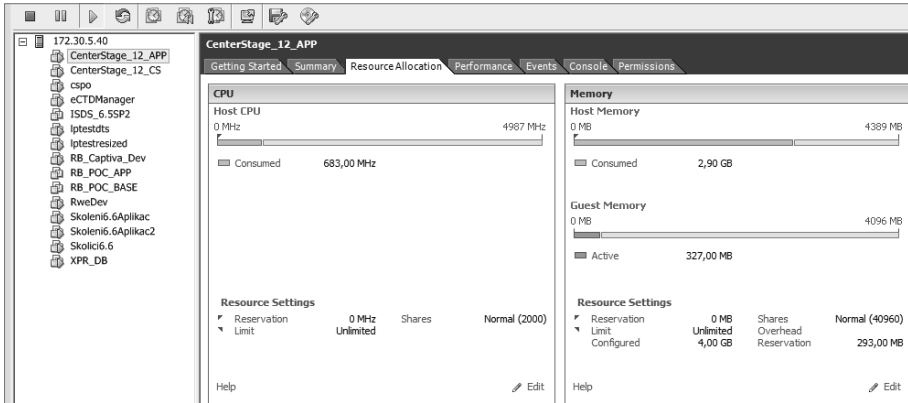 172.30.5.40
CenterStage_12_APP
CenterStage_12_CS
cspo
eCTDManager
ISDS_6.5SP2
lptestdts
lptestresized
RB_Captiva_Dev
RB_POC_APP
RB_POC_BASE
RweDev
Skoleni6.6Aplikac
Skoleni6.6Aplikac2
Skolici6.6
XPR_DB
CenterStage_12_APP
Getting Started Summary Resource Allocation Performance Events Console Permissions
CPU
Host CPU
0 MHz 4987 MHz
Consumed 683,00 MHz
Resource Settings
Reservation 0 MHz Shares Normal (2000)
Limit Unlimited
Help Edit
Memory
Host Memory
0 MB 4389 MB
Consumed 2,90 GB
Guest Memory
0 MB 4096 MB
Active 327,00 MB
Resource Settings
Reservation 0 MB Shares Normal (40960)
Limit Unlimited Overhead
Configured 4,00 GB Reservation 293,00 MB
Help Edit